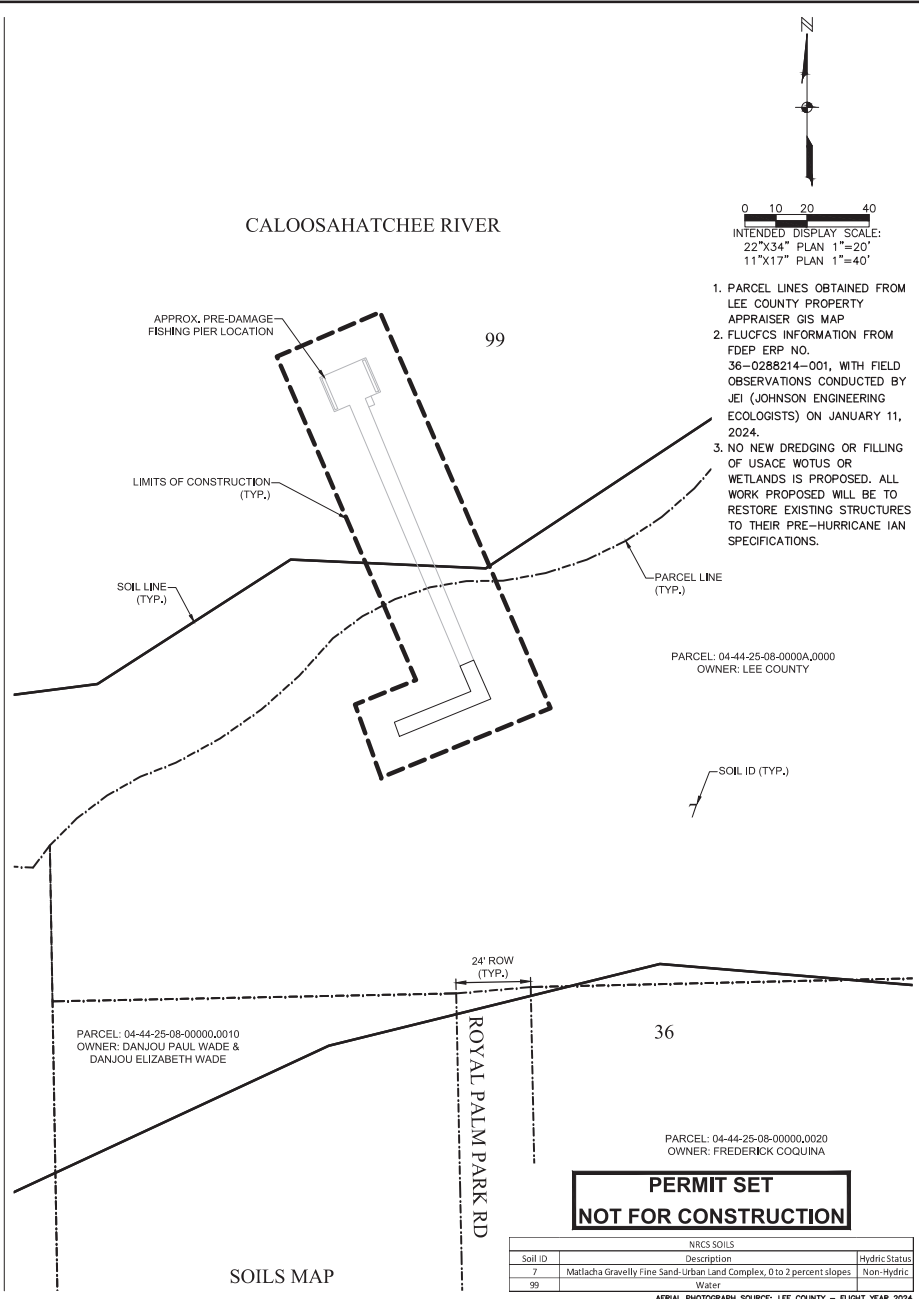 N
0 10 20 40
INTENDED DISPLAY SCALE:
22"X34" PLAN 1"=20'
11"X17" PLAN 1"=40'
CALOOSAHATCHEE RIVER
1. PARCEL LINES OBTAINED FROM
LEE COUNTY PROPERTY
APPRAISER GIS MAP
2. FLUCFCS INFORMATION FROM
FDEP ERP NO.
36-0288214-001, WITH FIELD
OBSERVATIONS CONDUCTED BY
JEI (JOHNSON ENGINEERING
ECOLOGISTS) ON JANUARY 11,
2024.
3. NO NEW DREDGING OR FILLING
OF USACE WOTUS OR
WETLANDS IS PROPOSED. ALL
WORK PROPOSED WILL BE TO
RESTORE EXISTING STRUCTURES
TO THEIR PRE-HURRICANE IAN
SPECIFICATIONS.
APPROX. PRE-DAMAGE
FISHING PIER LOCATION
99
LIMITS OF CONSTRUCTION
(TYP.)
SOIL LINE
(TYP.)
PARCEL LINE
(TYP.)
PARCEL: 04-44-25-08-0000A.0000
OWNER: LEE COUNTY
SOIL ID (TYP.)
24' ROW
(TYP.)
PARCEL: 04-44-25-08-00000.0010
OWNER: DANJOU PAUL WADE &
DANJOU ELIZABETH WADE
ROYAL PALM PARK RD
36
PARCEL: 04-44-25-08-00000.0020
OWNER: FREDERICK COQUINA
PERMIT SET
NOT FOR CONSTRUCTION
NRCS SOILS
Soil ID Description Hydric Status
7 Matlacha Gravelly Fine Sand-Urban Land Complex, 0 to 2 percent slopes Non-Hydric
99 Water
SOILS MAP
AERIAL PHOTOGRAPH SOURCE: LEE COUNTY - FLIGHT YEAR 2024